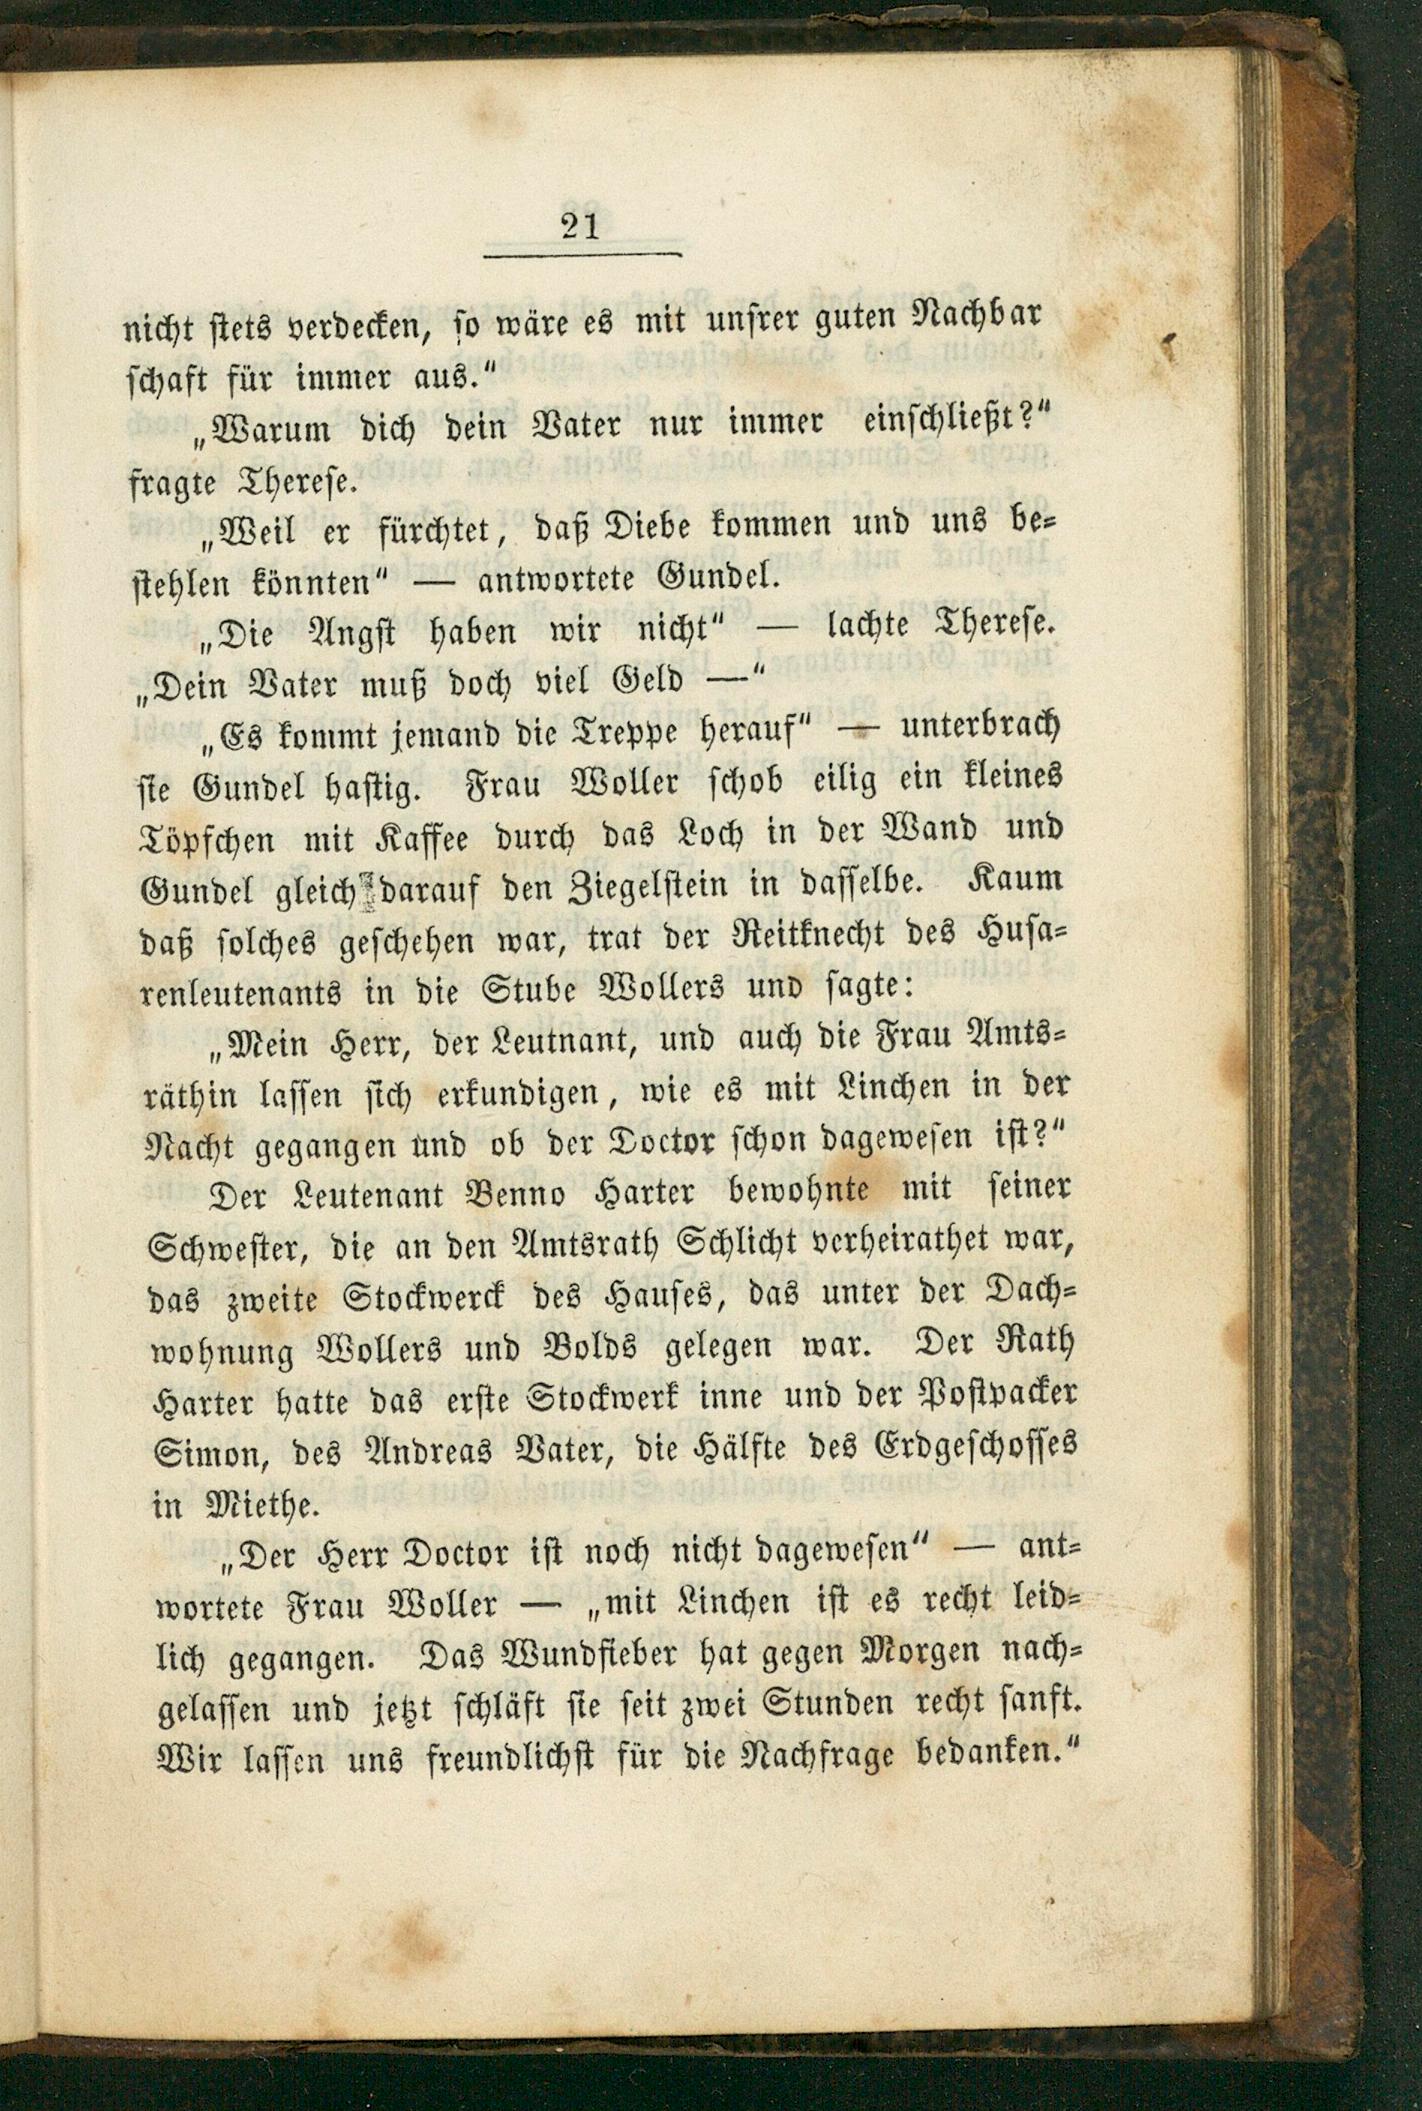 21
nicht stets verdecken, so wäre es mit unsrer guten Nachbar
schaft für immer aus.“
„Warum dich dein Vater nur immer einschließt?“
fragte Therese.
„Weil er fürchtet, daß Diebe kommen und uns be-
stehlen könnten“ — antwortete Gundel.
„Die Angst haben wir nicht“ — lachte Therese.
„Dein Vater muß doch viel Geld —“
„Es kommt jemand die Treppe herauf“ — unterbrach
sie Gundel hastig. Frau Woller schob eilig ein kleines
Töpfchen mit Kaffee durch das Loch in der Wand und
Gundel gleich darauf den Ziegelstein in dasselbe. Kaum
daß solches geschehen war, trat der Reitknecht des Husa-
renleutenants in die Stube Wollers und sagte:
„Mein Herr, der Leutnant, und auch die Frau Amts-
räthin lassen sich erkundigen, wie es mit Linchen in der
Nacht gegangen und ob der Doctor schon dagewesen ist?“
Der Leutenant Benno Harter bewohnte mit seiner
Schwester, die an den Amtsrath Schlicht verheirathet war,
das zweite Stockwerck des Hauses, das unter der Dach-
wohnung Wollers und Bolds gelegen war. Der Rath
Harter hatte das erste Stockwerk inne und der Postpacker
Simon, des Andreas Vater, die Hälfte des Erdgeschosses
in Miethe.
„Der Herr Doctor ist noch nicht dagewesen“ — ant-
wortete Frau Woller — „mit Linchen ist es recht leid-
lich gegangen. Das Wundfieber hat gegen Morgen nach-
gelassen und jetzt schläft sie seit zwei Stunden recht sanft.
Wir lassen uns freundlichst für die Nachfrage bedanken.“